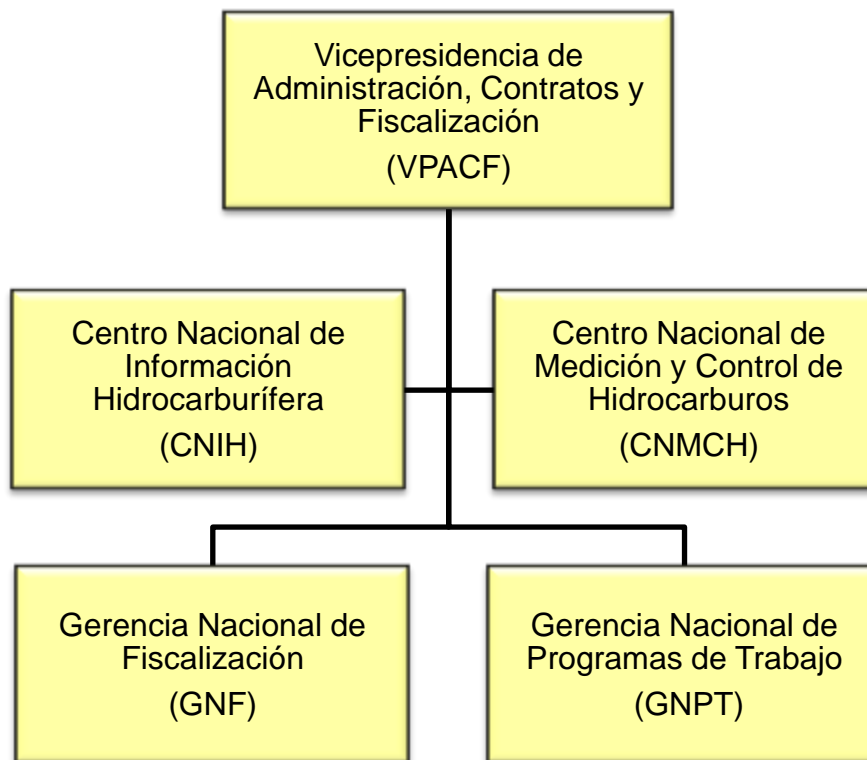 Vicepresidencia de
Administración, Contratos y
Fiscalización
(VPACF)
Centro Nacional de
Información
Hidrocarburífera
(CNIH)
Centro Nacional de
Medición y Control de
Hidrocarburos
(CNMCH)
Gerencia Nacional de
Fiscalización
(GNF)
Gerencia Nacional de
Programas de Trabajo
(GNPT)